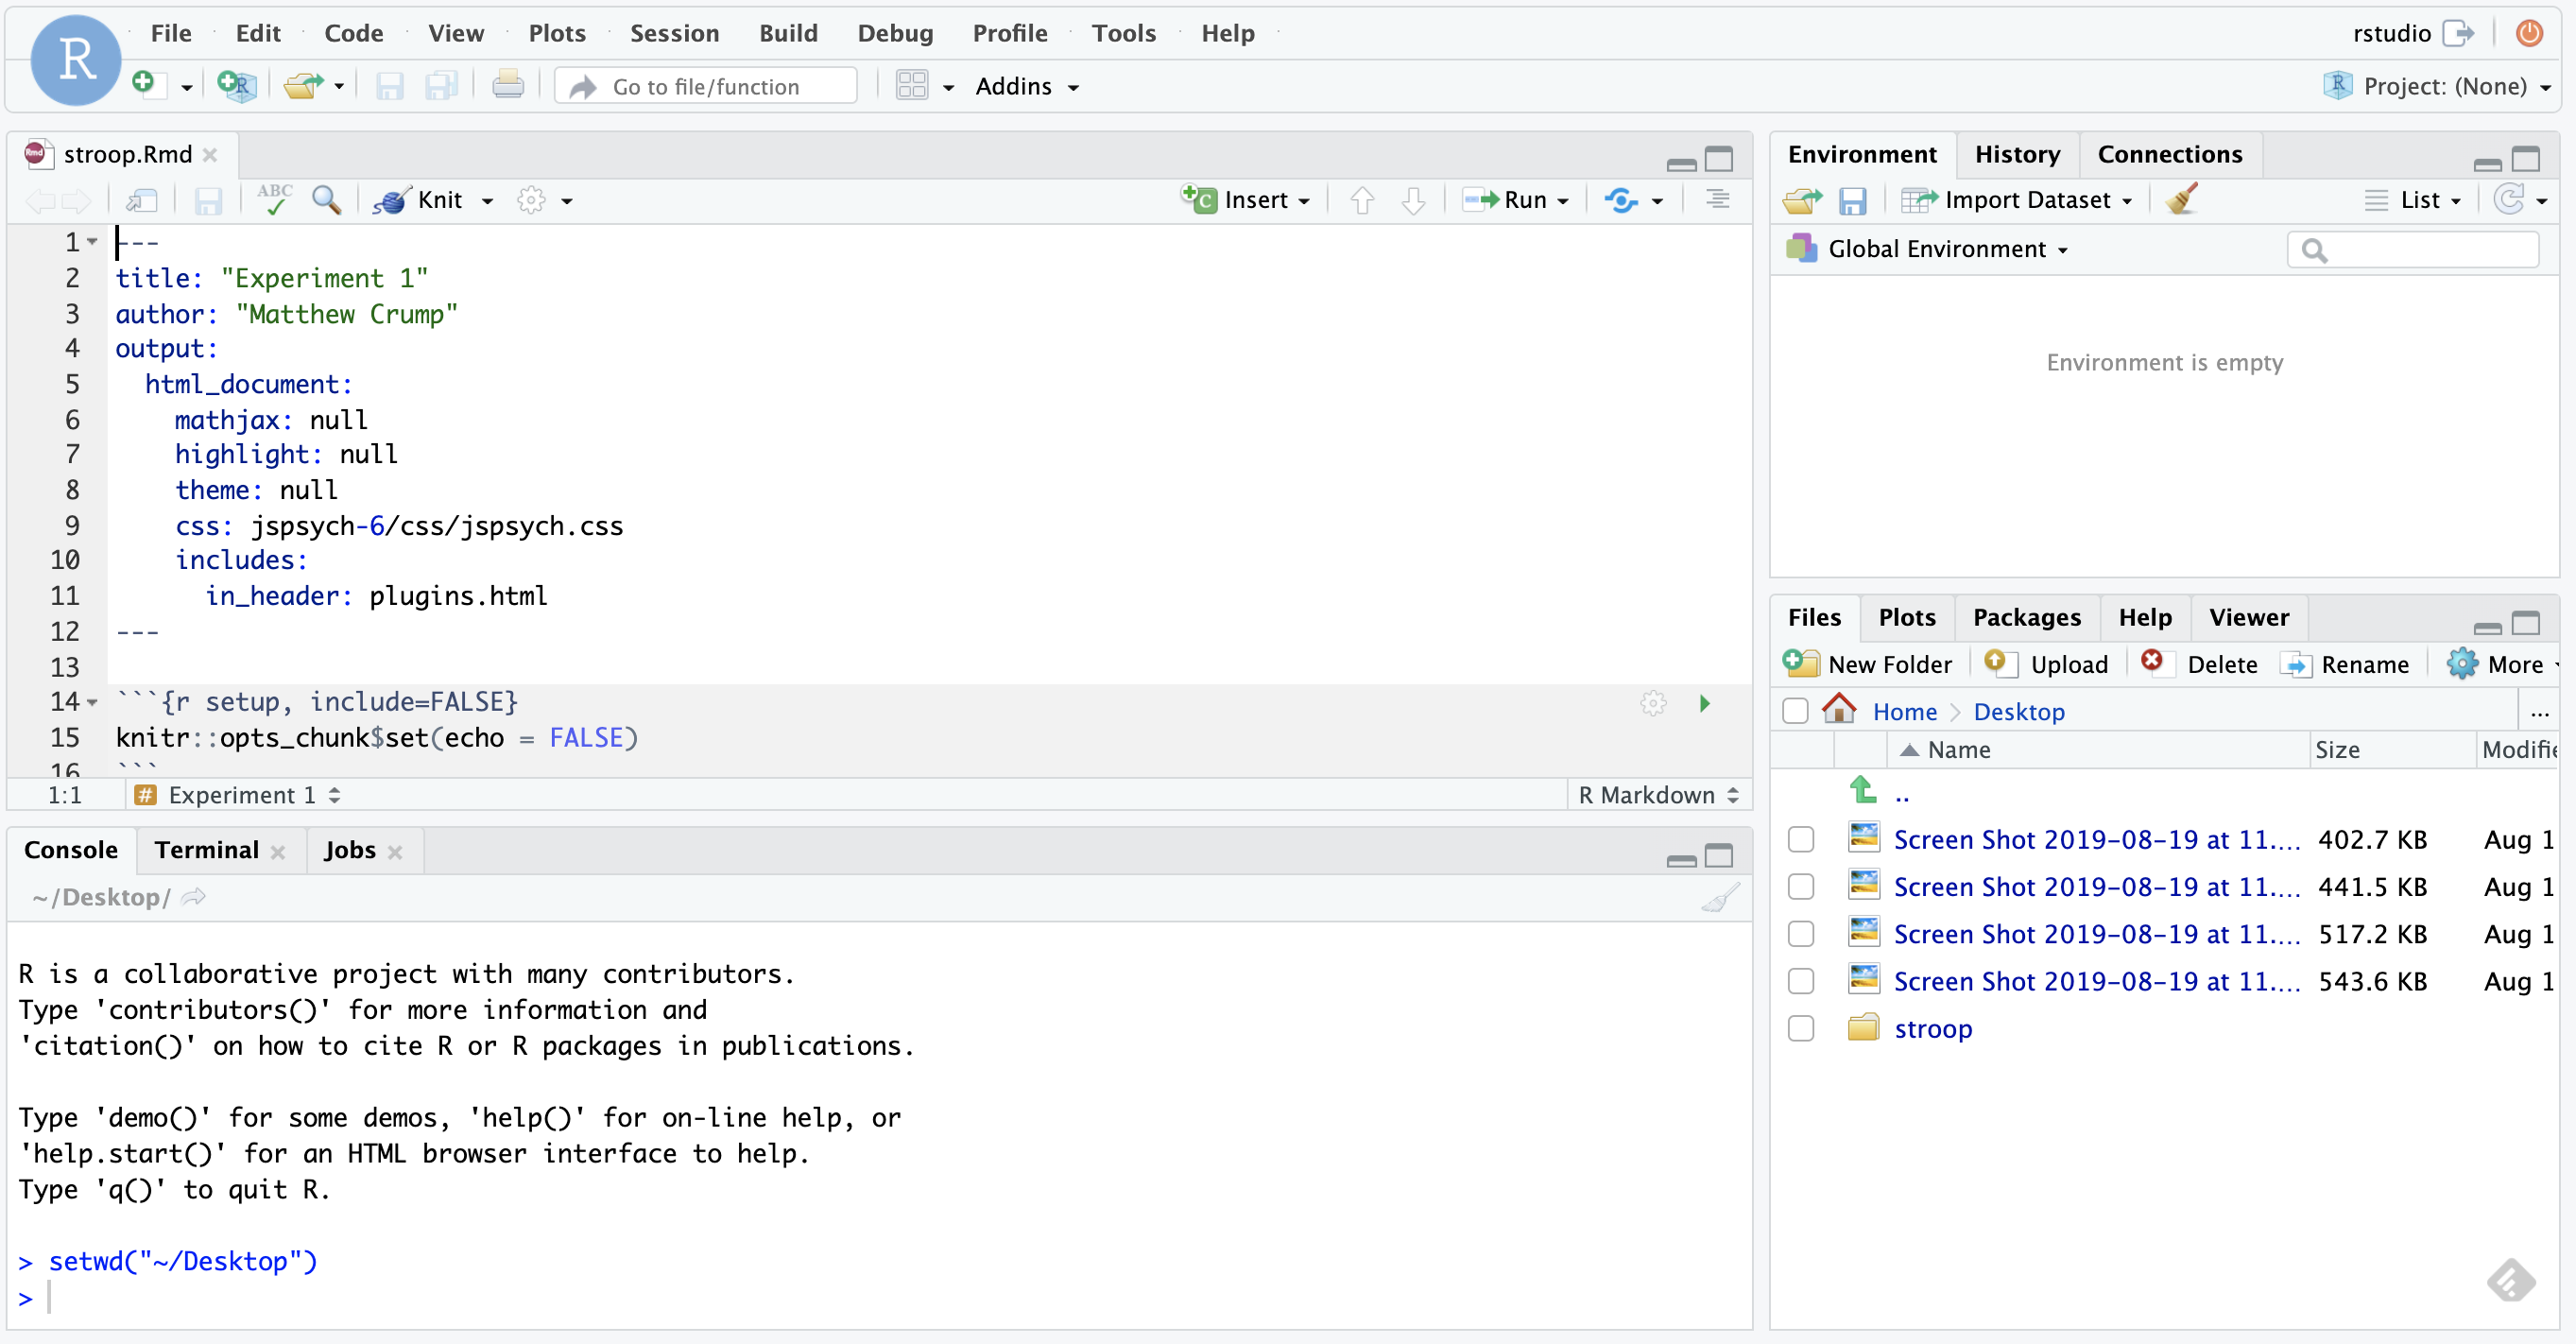 R File Edit Code View Plots Session Build Debug Profile Tools Help rstudio
Go to file/function Addins Project: (None)
stroop.Rmd
ABC Knit Insert Run
1 ---
2 title: "Experiment 1"
3 author: "Matthew Crump"
4 output:
5   html_document:
6     mathjax: null
7     highlight: null
8     theme: null
9     css: jspsych-6/css/jspsych.css
10     includes:
11       in_header: plugins.html
12 ---
13
14 ```{r setup, include=FALSE}
15 knitr::opts_chunk$set(echo = FALSE)
16 ```
1:1 # Experiment 1 R Markdown
Console Terminal Jobs
~/Desktop/
R is a collaborative project with many contributors.
Type 'contributors()' for more information and
'citation()' on how to cite R or R packages in publications.
Type 'demo()' for some demos, 'help()' for on-line help, or
'help.start()' for an HTML browser interface to help.
Type 'q()' to quit R.
> setwd("~/Desktop")
>
Environment History Connections
Import Dataset List
Global Environment
Environment is empty
Files Plots Packages Help Viewer
New Folder Upload Delete Rename More
Home Desktop ...
Name Size Modifie
..
Screen Shot 2019-08-19 at 11.... 402.7 KB Aug 1
Screen Shot 2019-08-19 at 11.... 441.5 KB Aug 1
Screen Shot 2019-08-19 at 11.... 517.2 KB Aug 1
Screen Shot 2019-08-19 at 11.... 543.6 KB Aug 1
stroop